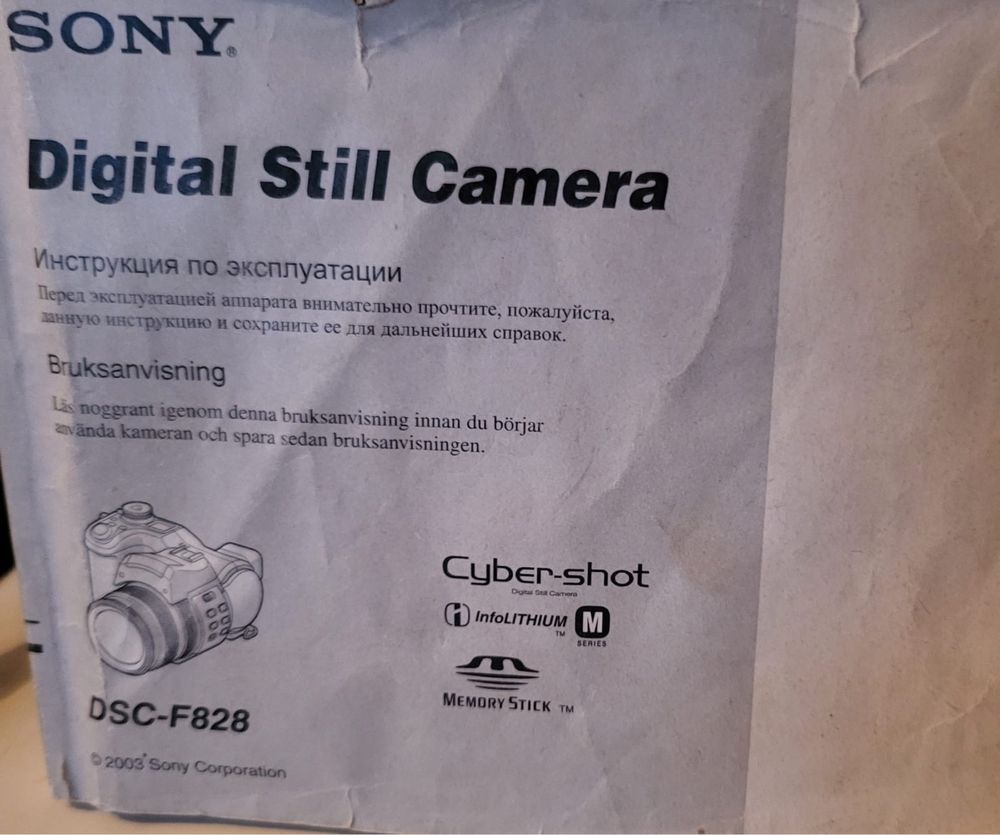 SONY®
Digital Still Camera
Инструкция по эксплуатации
Перед эксплуатацией аппарата внимательно прочтите, пожалуйста,
данную инструкцию и сохраните ее для дальнейших справок.
Bruksanvisning
Läs noggrant igenom denna bruksanvisning innan du börjar
använda kameran och spara sedan bruksanvisningen.
Cyber-shot
Digital Still Camera
InfoLITHIUM TM M SERIES
MEMORY STICK TM
DSC-F828
© 2003 Sony Corporation